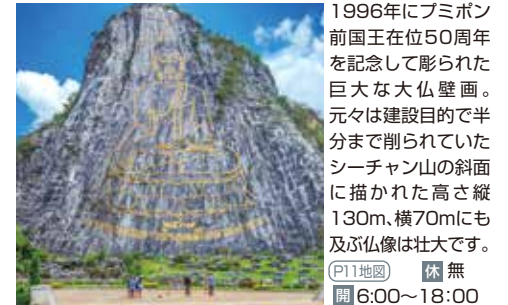 1996年にプミポン
前国王在位50周年
を記念して彫られた
巨大な大仏壁画。
元々は建設目的で半
分まで削られていた
シーチャン山の斜面
に描かれた高さ縦
130m、横70mにも
及ぶ仏像は壮大です。
P11地図 休 無
開 6:00〜18:00